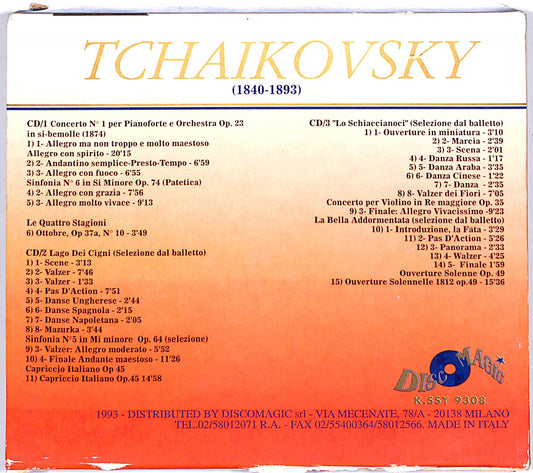 TCHAIKOVSKY
(1840-1893)
CD/1 Concerto N° 1 per Pianoforte e Orchestra Op. 23
in si-bemolle (1874)
1) 1- Allegro ma non troppo e molto maestoso
Allegro con spirito - 20'15
2) 2- Andantino semplice-Presto-Tempo - 6'59
3) 3- Allegro con fuoco - 6'55
Sinfonia N° 6 in Si Minore Op. 74 (Patetica)
4) 2- Allegro con grazia - 7'56
5) 3- Allegro molto vivace - 9'13
Le Quattro Stagioni
6) Ottobre, Op 37a, N° 10 - 3'49
CD/2 Lago Dei Cigni (Selezione dal balletto)
1) 1- Scene - 3'13
2) 2- Valzer - 7'46
3) 3- Valzer - 1'33
4) 4- Pas D'Action - 7'51
5) 5- Danse Ungherese - 2'44
6) 6- Danse Spagnola - 2'15
7) 7- Danse Napoletana - 2'05
8) 8- Mazurka - 3'44
Sinfonia N°5 in Mi minore Op. 64 (selezione)
9) 3- Valzer: Allegro moderato - 5'52
10) 4- Finale Andante maestoso - 11'26
Capriccio Italiano Op 45
11) Capriccio Italiano Op.45 14'58
CD/3 "Lo Schiaccianoci" (Selezione dal balletto)
1) 1- Ouverture in miniatura - 3'10
2) 2- Marcia - 2'39
3) 3- Scena - 2'01
4) 4- Danza Russa - 1'17
5) 5- Danza Araba - 3'35
6) 6- Danza Cinese - 1'22
7) 7- Danza - 2'35
8) 8- Valzer dei Fiori - 7'05
Concerto per Violino in Re maggiore Op. 35
9) 3- Finale: Allegro Vivacissimo -9'23
La Bella Addormentata (selezione dal balletto)
10) 1- Introduzione, la Fata - 3'29
11) 2- Pas D'Action - 5'26
12) 3- Panorama - 2'33
13) 4- Walzer - 4'25
14) 5- Finale 1'59
Ouverture Solenne Op. 49
15) Ouverture Solennelle 1812 op.49 - 15'36
DISCO MAGIC
K.SSY 9308
1993 - DISTRIBUTED BY DISCOMAGIC srl - VIA MECENATE, 78/A - 20138 MILANO
TEL.02/58012071 R.A. - FAX 02/55400364/58012566. MADE IN ITALY